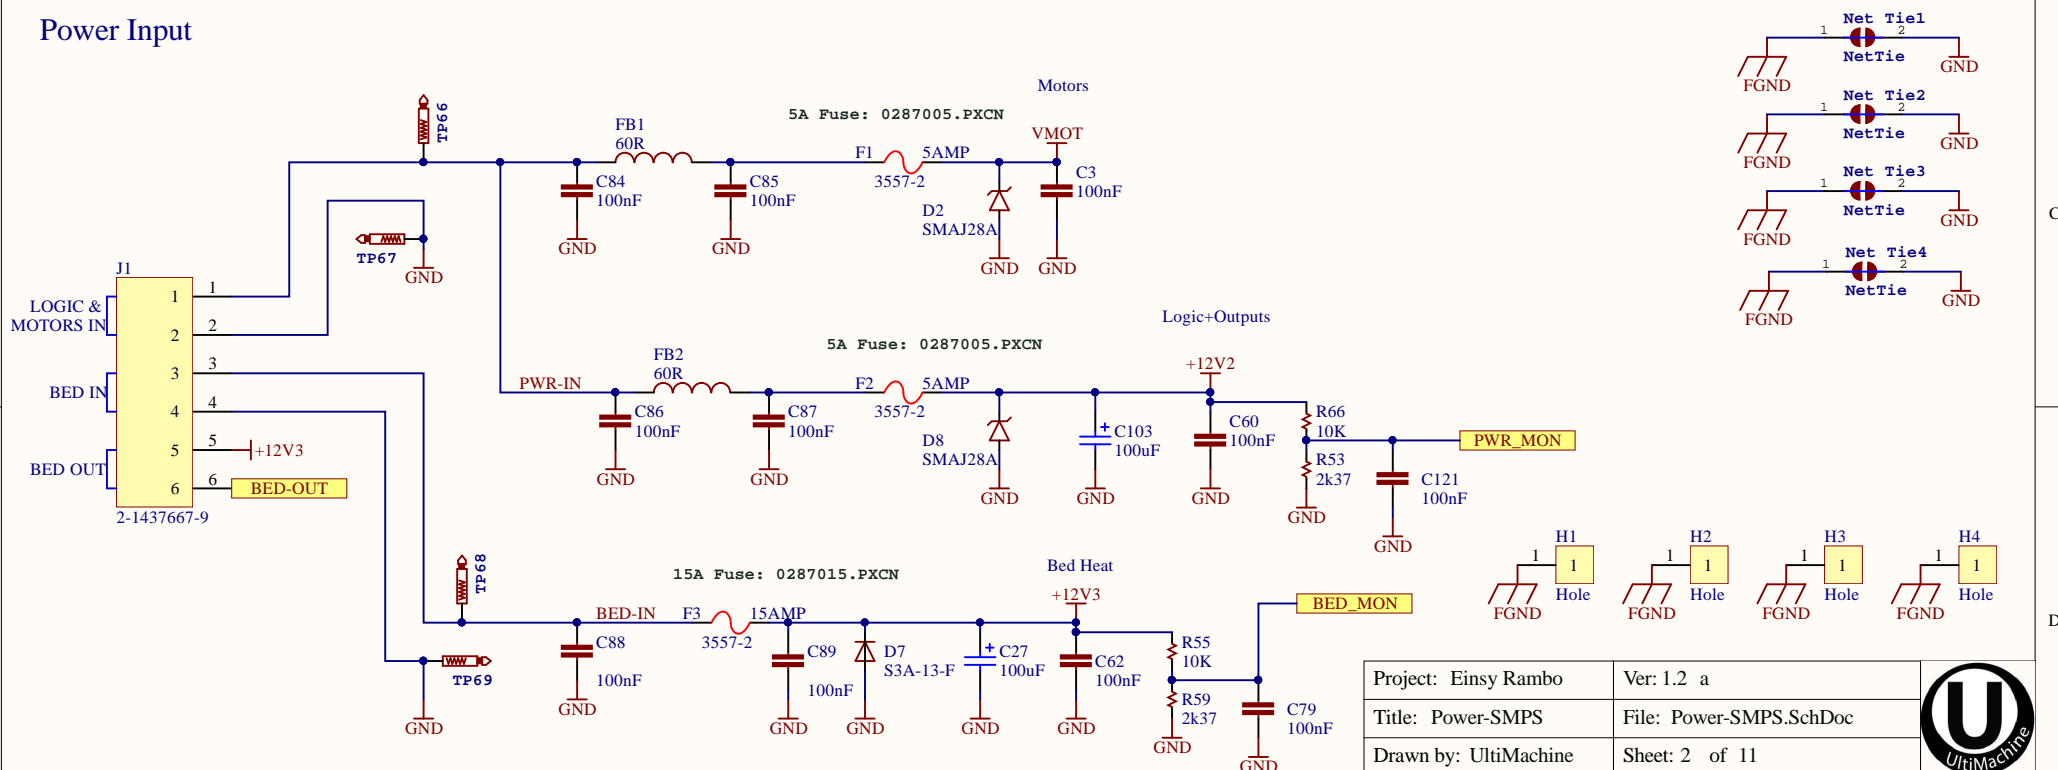 Power Input
Net Tie1
1
2
NetTie
FGND
GND
Net Tie2
1
2
NetTie
FGND
GND
Net Tie3
1
2
NetTie
FGND
GND
Net Tie4
1
2
NetTie
FGND
GND
Motors
5A Fuse: 0287005.PXCN
VMOT
TP66
FB1
60R
F1
5AMP
3557-2
C84
100nF
GND
C85
100nF
GND
D2
SMAJ28A
GND
C3
100nF
GND
TP67
GND
J1
LOGIC &
MOTORS IN
BED IN
BED OUT
1 1
2 2
3 3
4 4
5 5
6 6
+12V3
BED-OUT
2-1437667-9
Logic+Outputs
5A Fuse: 0287005.PXCN
+12V2
PWR-IN
FB2
60R
F2
5AMP
3557-2
C86
100nF
GND
C87
100nF
GND
D8
SMAJ28A
GND
C103
100uF
GND
C60
100nF
GND
R66
10K
R53
2k37
GND
PWR_MON
C121
100nF
GND
H1
1
1
Hole
FGND
H2
1
1
Hole
FGND
H3
1
1
Hole
FGND
H4
1
1
Hole
FGND
Bed Heat
15A Fuse: 0287015.PXCN
+12V3
TP68
BED-IN
F3
15AMP
3557-2
C88
100nF
GND
C89
100nF
GND
D7
S3A-13-F
GND
C27
100uF
GND
C62
100nF
GND
R55
10K
R59
2k37
GND
BED_MON
C79
100nF
GND
TP69
GND
Project: Einsy Rambo
Ver: 1.2 a
Title: Power-SMPS
File: Power-SMPS.SchDoc
Drawn by: UltiMachine
Sheet: 2 of 11
U
UltiMachine